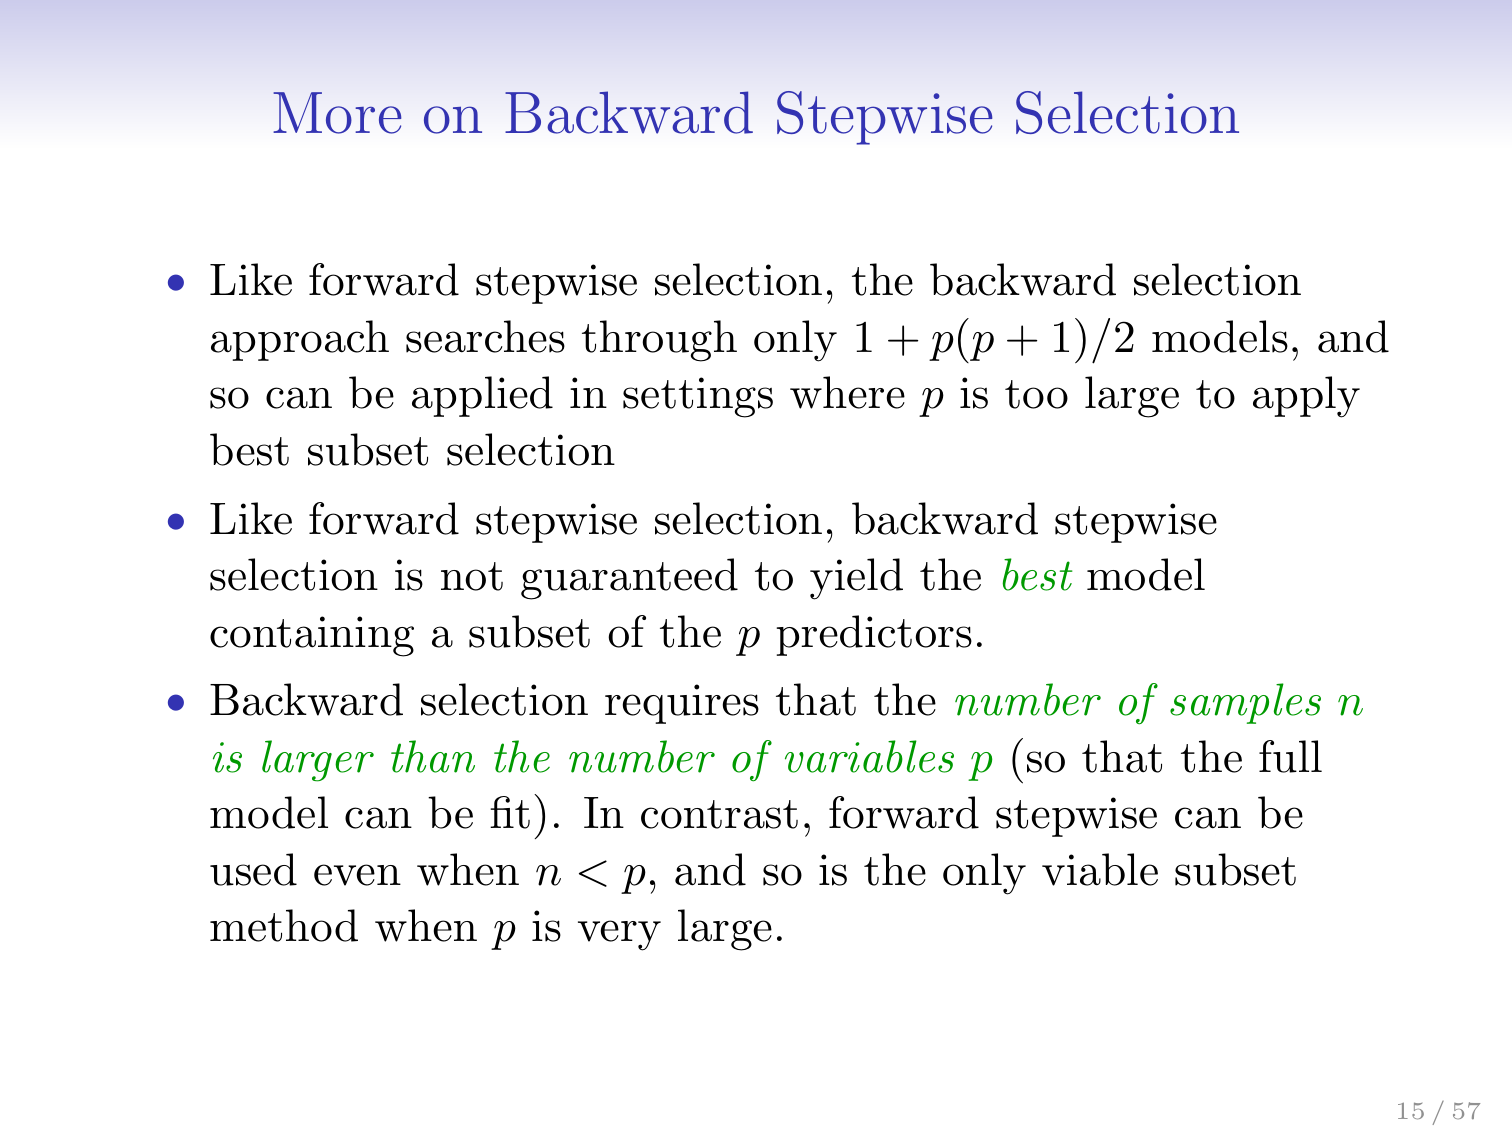 More on Backward Stepwise Selection
• Like forward stepwise selection, the backward selection
approach searches through only 1 + p(p + 1)/2 models, and
so can be applied in settings where p is too large to apply
best subset selection
• Like forward stepwise selection, backward stepwise
selection is not guaranteed to yield the best model
containing a subset of the p predictors.
• Backward selection requires that the number of samples n
is larger than the number of variables p (so that the full
model can be fit). In contrast, forward stepwise can be
used even when n < p, and so is the only viable subset
method when p is very large.
15 / 57